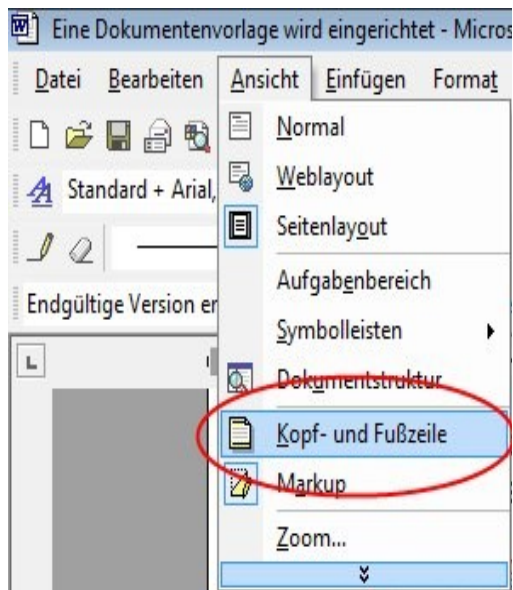 Eine Dokumentenvorlage wird eingerichtet - Micros
Datei Bearbeiten Ansicht Einfügen Format
Normal
Weblayout
Standard + Arial,
Seitenlayout
Aufgabenbereich
Endgültige Version er
Symbolleisten
Dokumentstruktur
Kopf- und Fußzeile
Markup
Zoom...